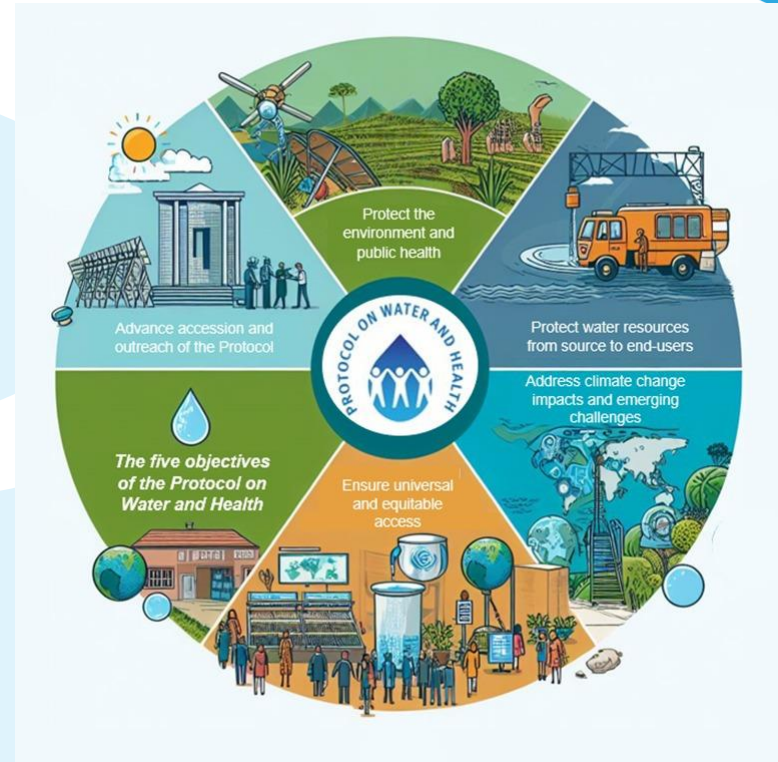 Protect the
environment and
public health
Advance accession and
outreach of the Protocol
Protect water resources
from source to end-users
PROTOCOL ON WATER AND HEALTH
Address climate change
impacts and emerging
challenges
The five objectives
of the Protocol on
Water and Health
Ensure universal
and equitable
access